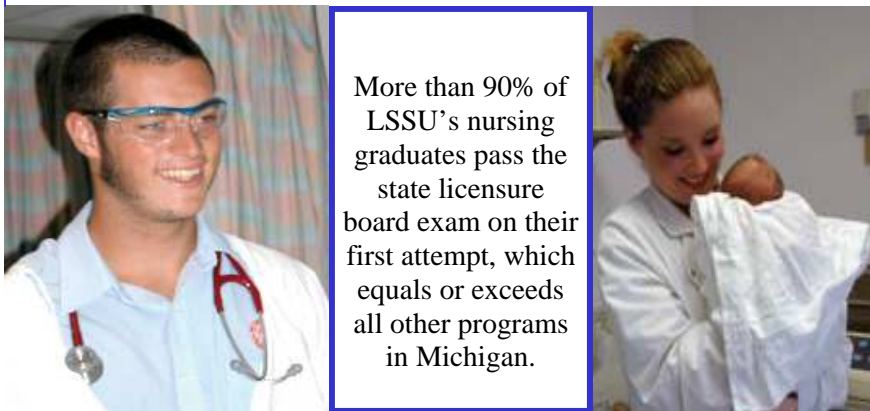 More than 90% of
LSSU’s nursing
graduates pass the
state licensure
board exam on their
first attempt, which
equals or exceeds
all other programs
in Michigan.